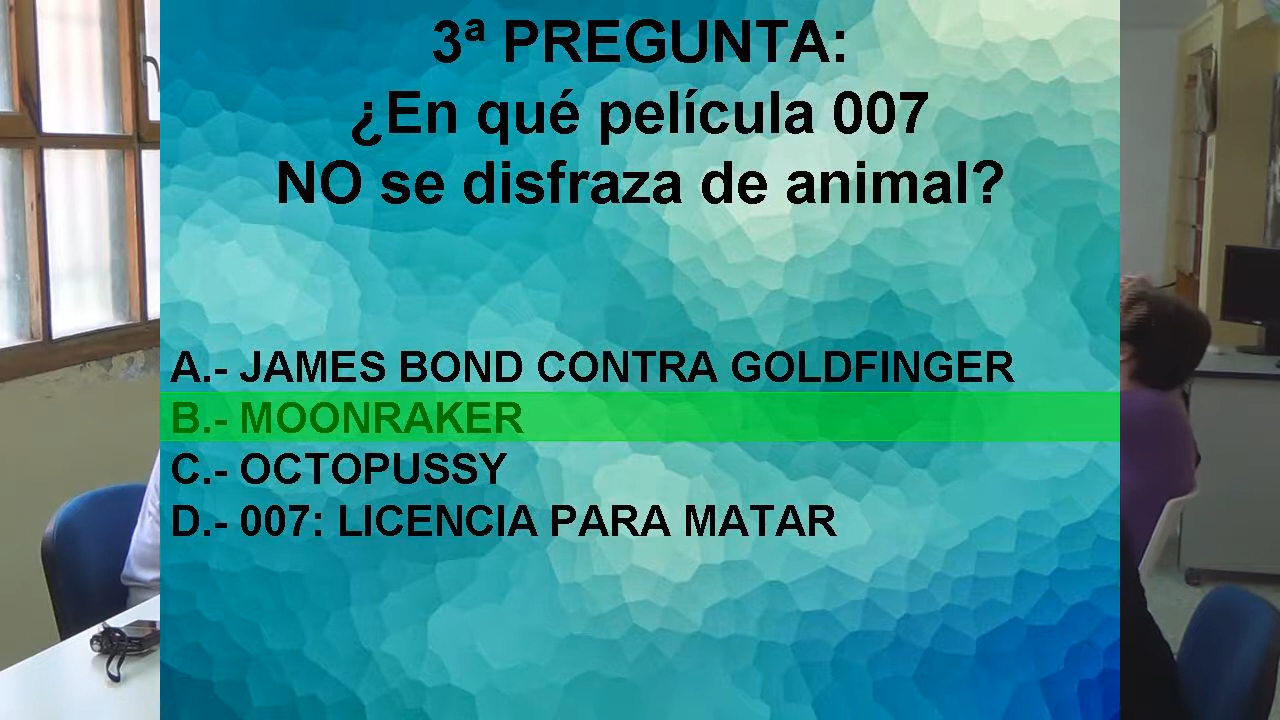 3ª PREGUNTA:
¿En qué película 007
NO se disfraza de animal?
A.- JAMES BOND CONTRA GOLDFINGER
B.- MOONRAKER
C.- OCTOPUSSY
D.- 007: LICENCIA PARA MATAR